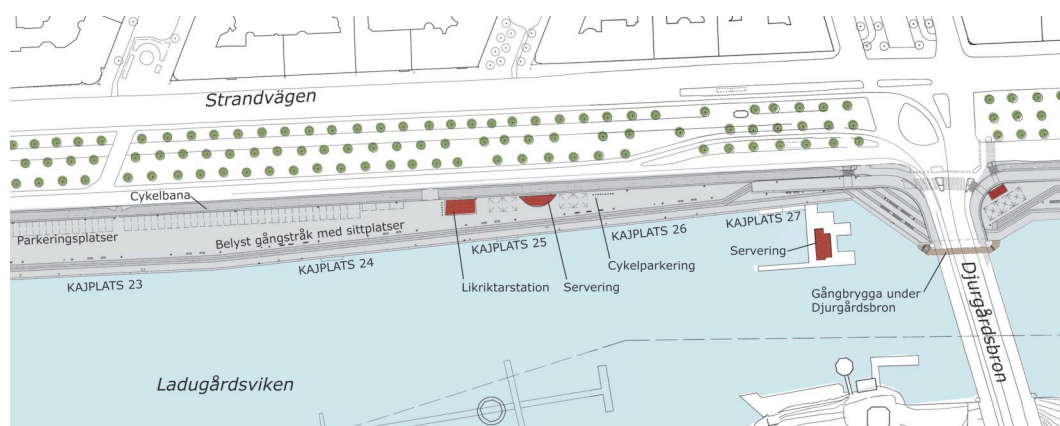 Strandvägen
Cykelbana
Parkeringsplatser
Belyst gångstråk med sittplatser
KAJPLATS 23
KAJPLATS 24
KAJPLATS 25
KAJPLATS 26
KAJPLATS 27
Likriktarstation
Servering
Cykelparkering
Servering
Gångbrygga under
Djurgårdsbron
Djurgårdsbron
Ladugårdsviken